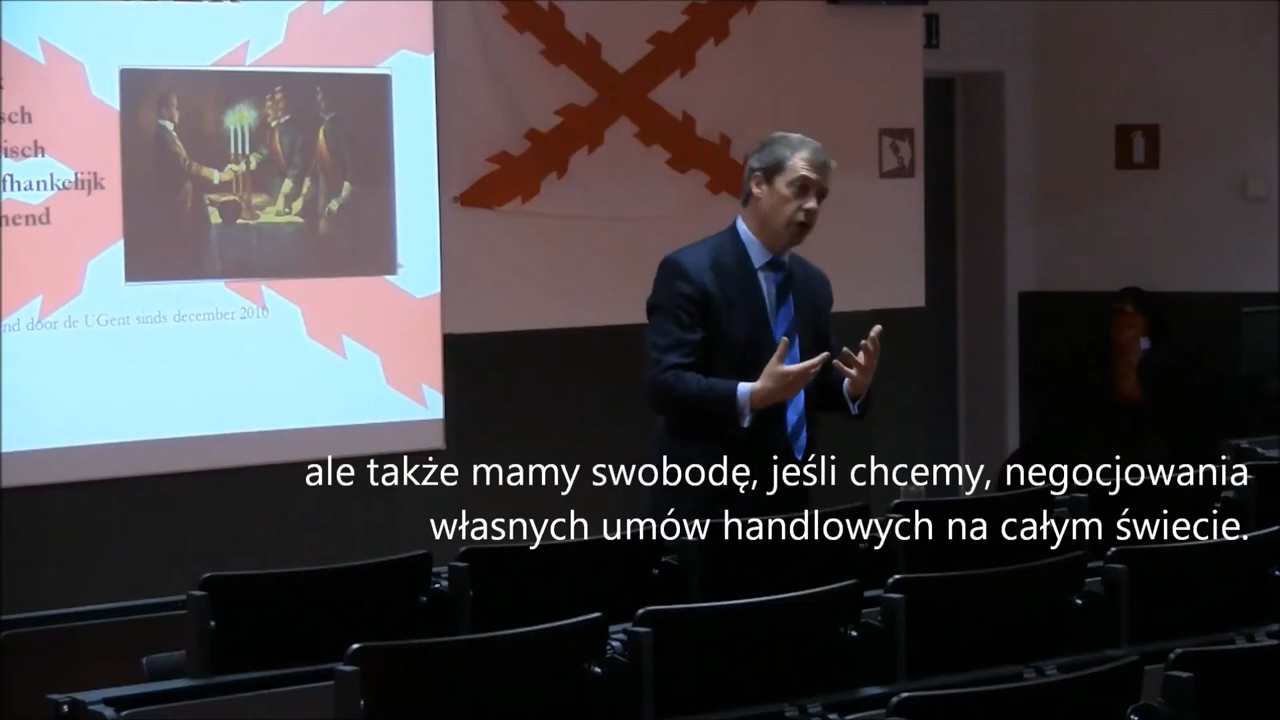 sch
isch
fhankelijk
nend
nd door de UGent sinds december 2010
ale także mamy swobodę, jeśli chcemy, negocjowania
własnych umów handlowych na całym świecie.